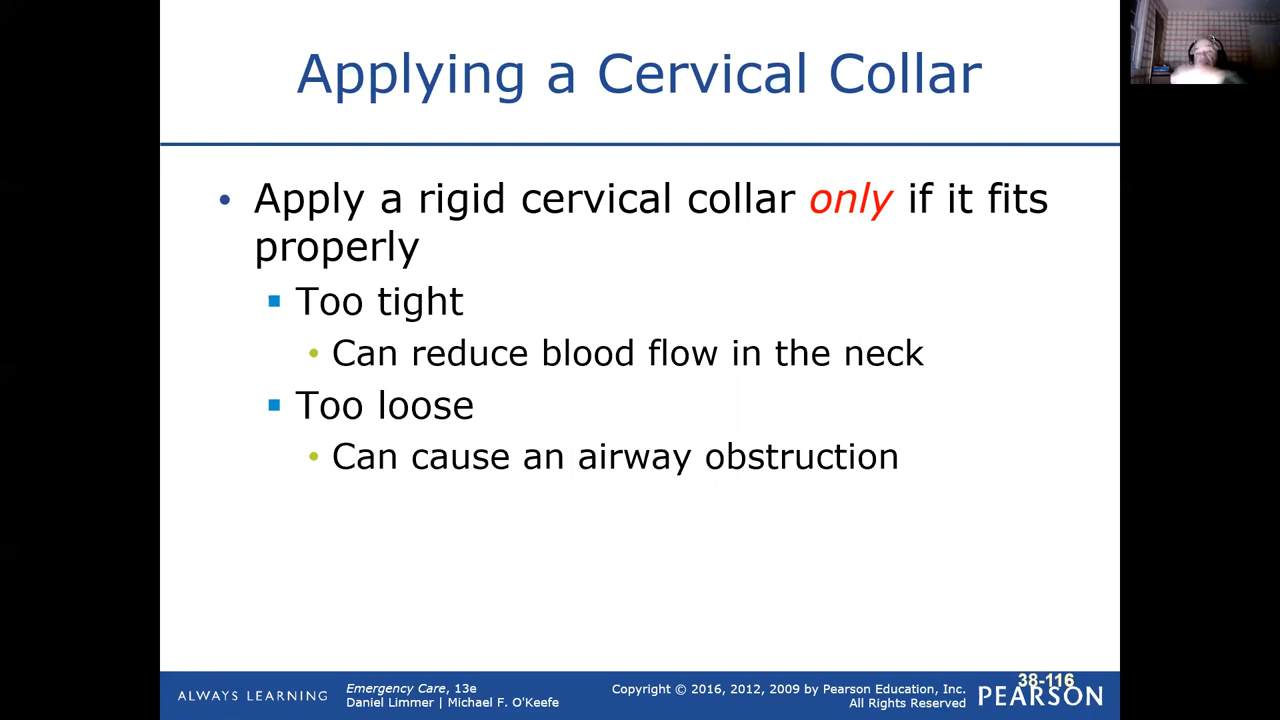 Applying a Cervical Collar
• Apply a rigid cervical collar only if it fits
properly
▪ Too tight
• Can reduce blood flow in the neck
▪ Too loose
• Can cause an airway obstruction
ALWAYS LEARNING
Emergency Care, 13e
Daniel Limmer | Michael F. O'Keefe
Copyright © 2016, 2012, 2009 by Pearson Education, Inc.
All Rights Reserved
38-116
PEARSON